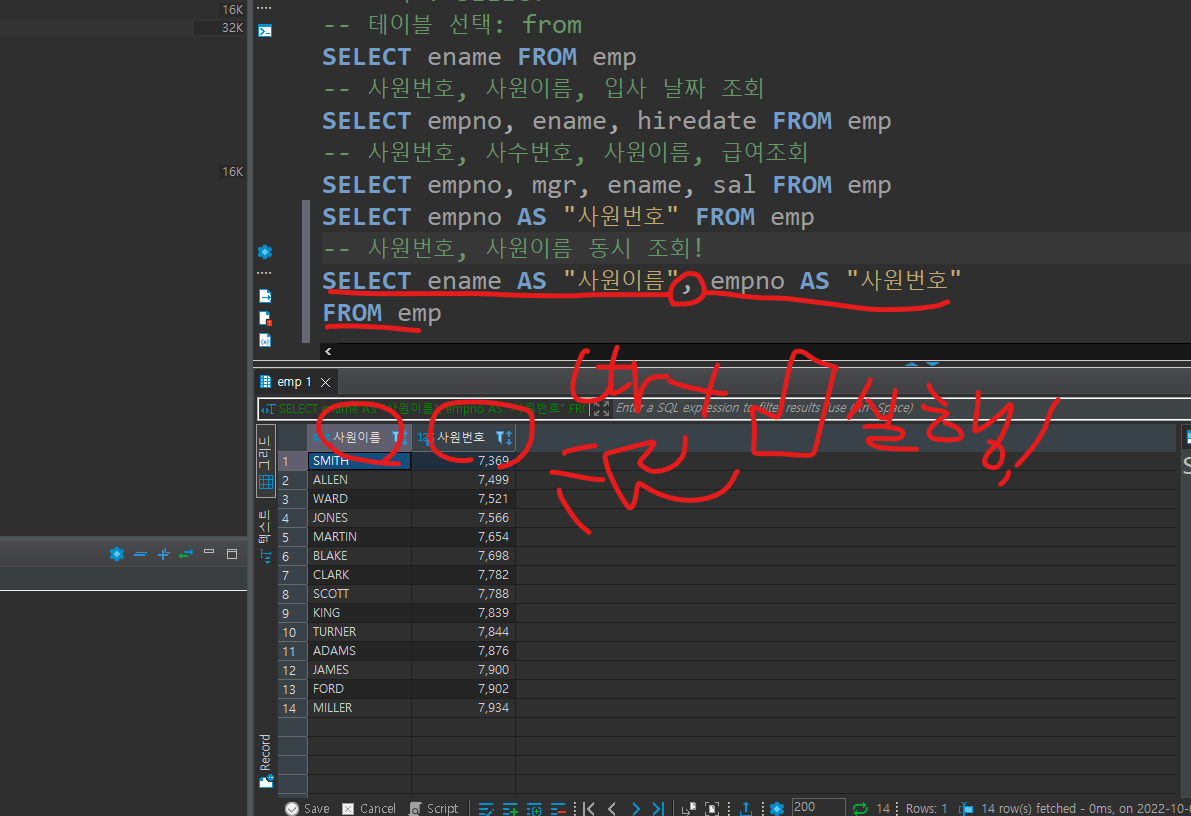 16K
32K
16K
-- 테이블 선택: from
SELECT ename FROM emp
-- 사원번호, 사원이름, 입사 날짜 조회
SELECT empno, ename, hiredate FROM emp
-- 사원번호, 사수번호, 사원이름, 급여조회
SELECT empno, mgr, ename, sal FROM emp
SELECT empno AS "사원번호" FROM emp
-- 사원번호, 사원이름 동시 조회!
SELECT ename AS "사원이름", empno AS "사원번호"
FROM emp
emp 1
SELECT ename AS "사원이름", empno AS "사원번호" FRO
Enter a SQL expression to filter results (use Ctrl+Space)
그리드
텍스트
Record
사원이름 123 사원번호
1 SMITH 7,369
2 ALLEN 7,499
3 WARD 7,521
4 JONES 7,566
5 MARTIN 7,654
6 BLAKE 7,698
7 CLARK 7,782
8 SCOTT 7,788
9 KING 7,839
10 TURNER 7,844
11 ADAMS 7,876
12 JAMES 7,900
13 FORD 7,902
14 MILLER 7,934
Save Cancel Script 200 14 Rows: 1 14 row(s) fetched - 0ms, on 2022-10-0